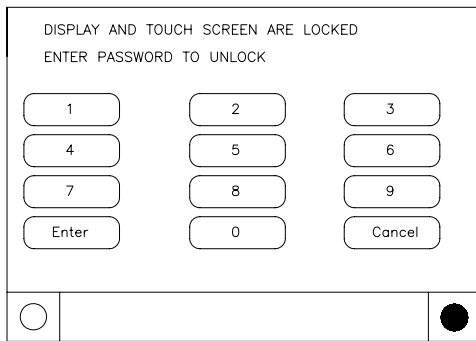 DISPLAY AND TOUCH SCREEN ARE LOCKED
ENTER PASSWORD TO UNLOCK
1 2 3
4 5 6
7 8 9
Enter 0 Cancel